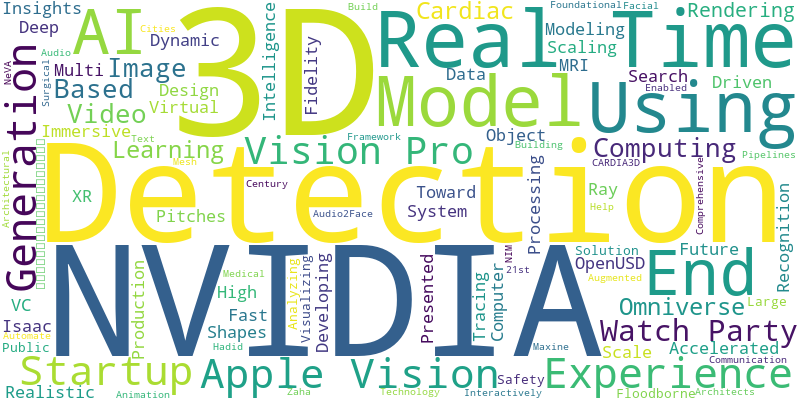 Insights
Cities
AI
3D
Intelligence
Fidelity
Real Time
Build
Foundational
Facial
Cardiac
Rendering
Deep
Dynamic
Modeling
Scaling
Audio
Multi
Image
MRI
NeVA
Surgical
Based
Design
Virtual
Model
Data
Search
Driven
Enabled
Using
Generation
Video
Immersive
Text
Framework
Object
Building
Pipelines
Learning
Vision Pro
Computing
Architectural
Mesh
CARDIA3D
Comprehensive
Detection
Century
XR
Pitches
Audio2Face
Toward
System
Processing
Ray
Help
Recognition
NVIDIA
NIM
21st
Solution
Future
OpenUSD
End
Medical
Production
High
Analyzing
Visualizing
Developing
Presented
Tracing
Computer
Augmented
Large
VC
Omniverse
Isaac
Fast
Shapes
Watch Party
Automate
Public
Hadid
Maxine
Scale
Accelerated
Communication
Startup
Apple Vision
Safety
Experience
Realistic
Animation
Zaha
Technology
Interactively
Floodborne
Architects